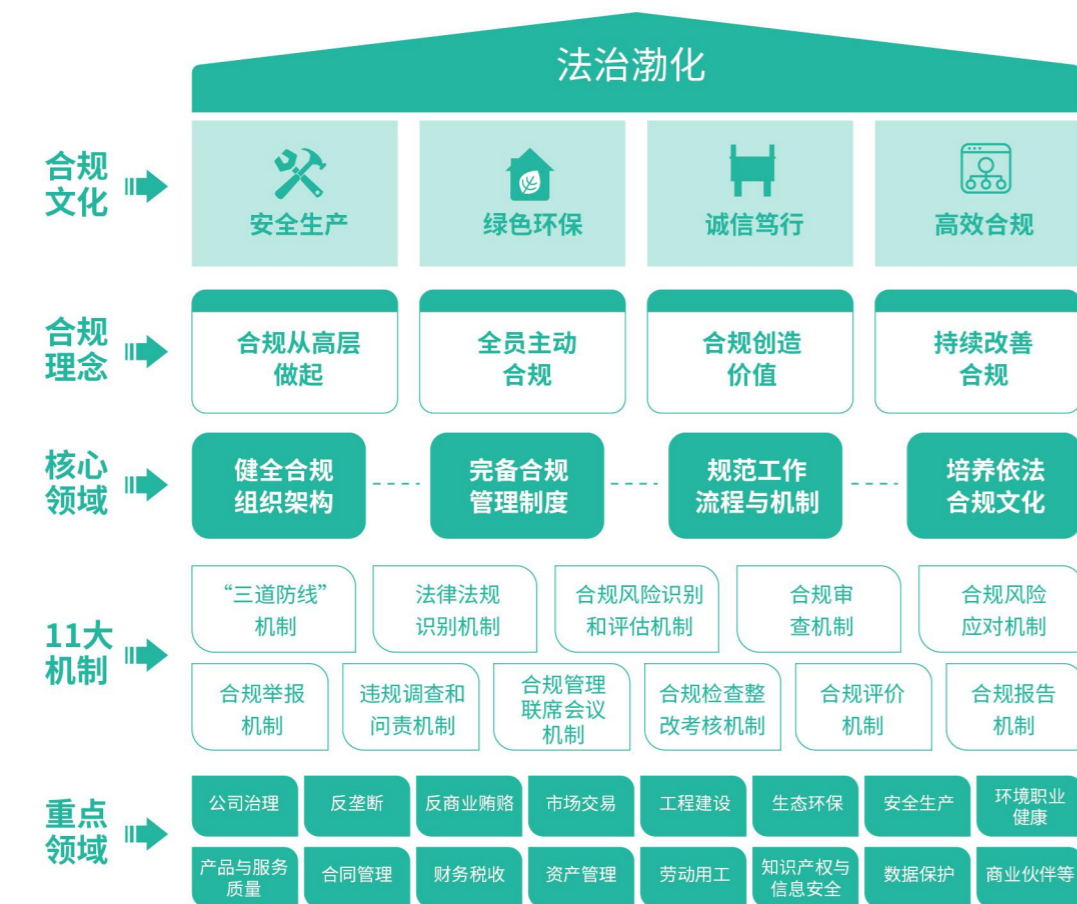 法治渤化
合规
文化
安全生产
绿色环保
诚信笃行
高效合规
合规
理念
合规从高层
做起
全员主动
合规
合规创造
价值
持续改善
合规
核心
领域
健全合规
组织架构
完备合规
管理制度
规范工作
流程与机制
培养依法
合规文化
11大
机制
“三道防线”
机制
法律法规
识别机制
合规风险识别
和评估机制
合规审
查机制
合规风险
应对机制
合规举报
机制
违规调查和
问责机制
合规管理
联席会议
机制
合规检查整
改考核机制
合规评价
机制
合规报告
机制
重点
领域
公司治理
反垄断
反商业贿赂
市场交易
工程建设
生态环保
安全生产
环境职业
健康
产品与服务
质量
合同管理
财务税收
资产管理
劳动用工
知识产权与
信息安全
数据保护
商业伙伴等